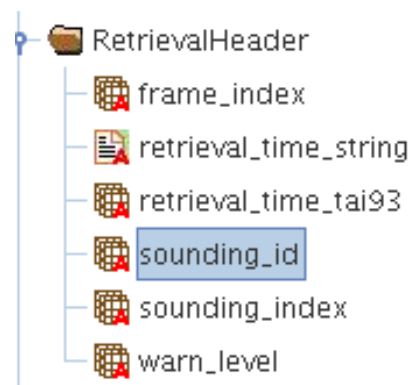 RetrievalHeader
frame_index
retrieval_time_string
retrieval_time_tai93
sounding_id
sounding_index
warn_level